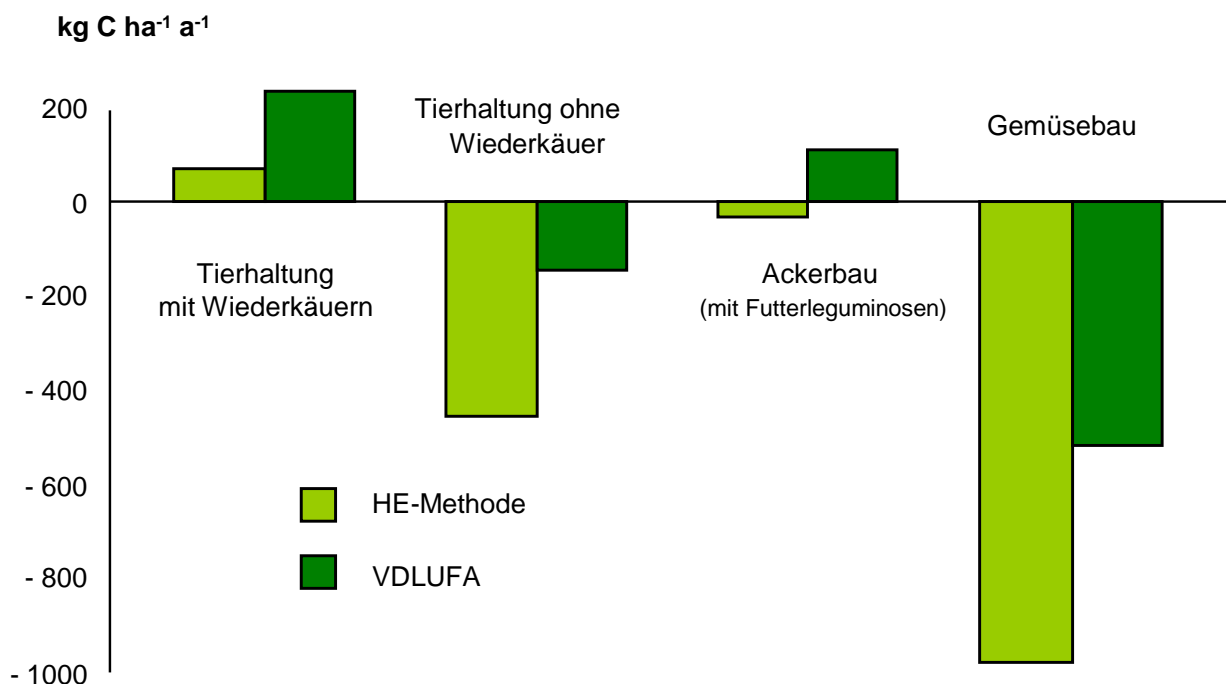 kg C ha⁻¹ a⁻¹
200
0
- 200
- 400
- 600
- 800
- 1000
Tierhaltung
mit Wiederkäuern
Tierhaltung ohne
Wiederkäuer
Ackerbau
(mit Futterleguminosen)
Gemüsebau
HE-Methode
VDLUFA